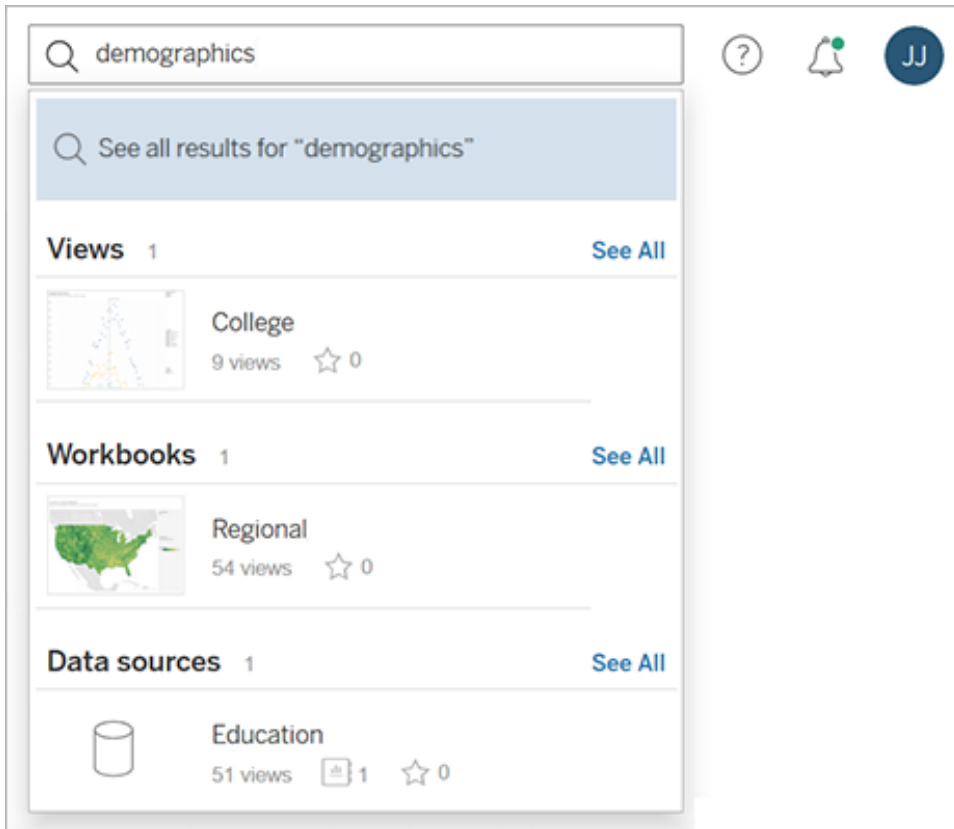 demographics
?
JJ
See all results for “demographics”
Views 1 See All
College
9 views 0
Workbooks 1 See All
Regional
54 views 0
Data sources 1 See All
Education
51 views 1 0